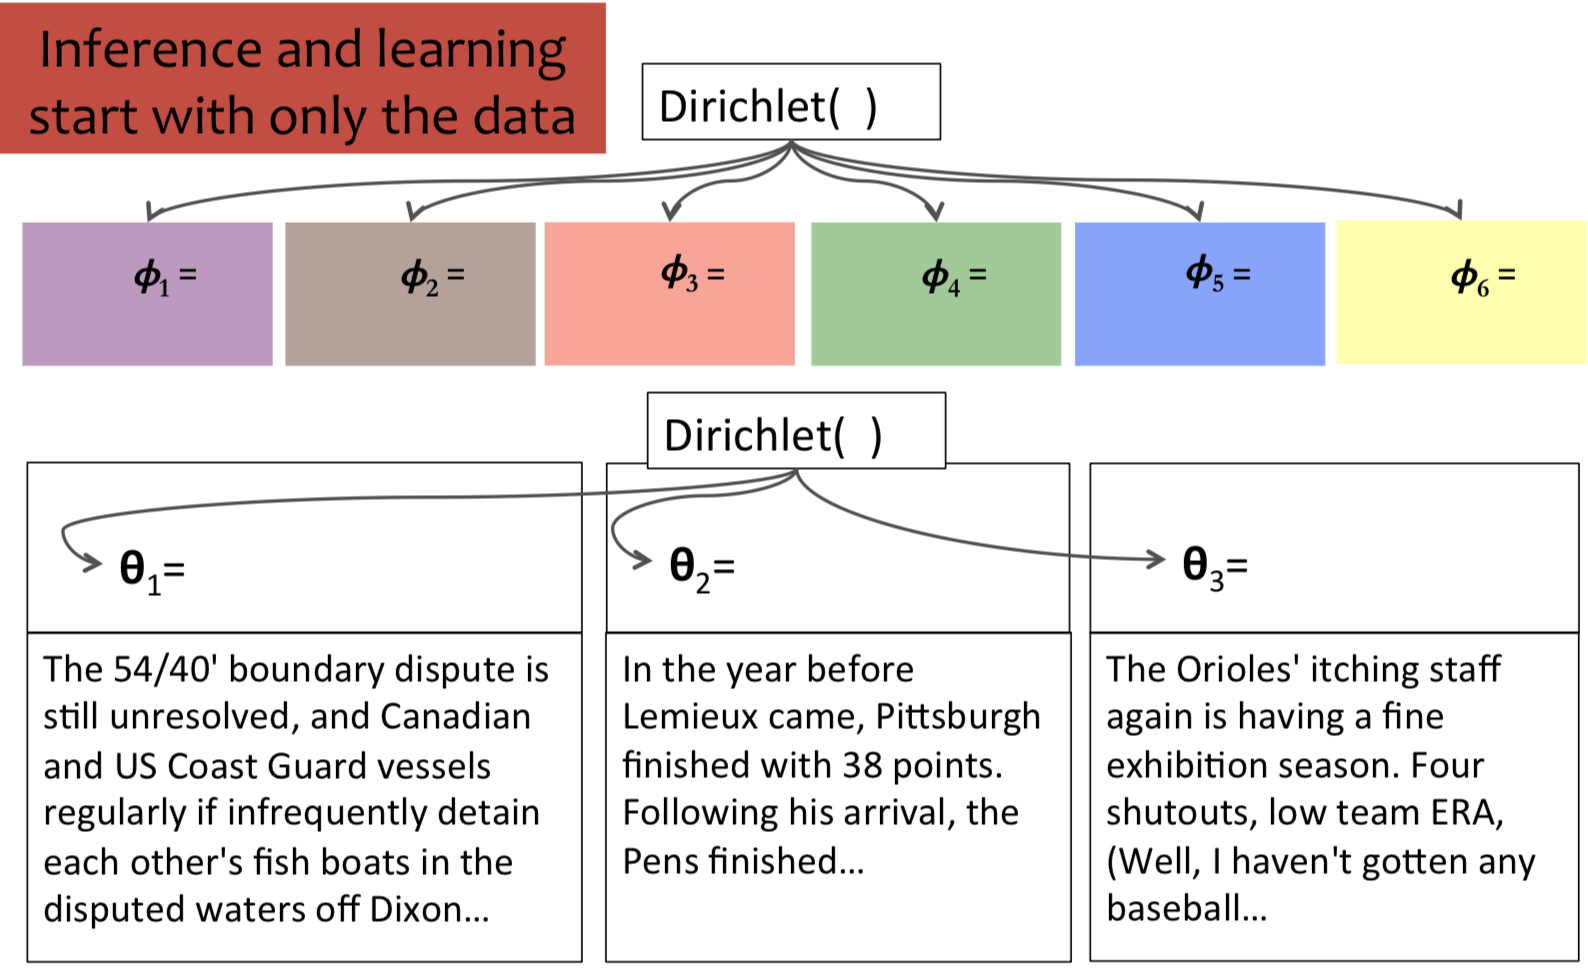 Inference and learning
start with only the data
Dirichlet( )
ϕ1 =
ϕ2 =
ϕ3 =
ϕ4 =
ϕ5 =
ϕ6 =
Dirichlet( )
θ1=
θ2=
θ3=
The 54/40' boundary dispute is
still unresolved, and Canadian
and US Coast Guard vessels
regularly if infrequently detain
each other's fish boats in the
disputed waters off Dixon…
In the year before
Lemieux came, Pittsburgh
finished with 38 points.
Following his arrival, the
Pens finished…
The Orioles' itching staff
again is having a fine
exhibition season. Four
shutouts, low team ERA,
(Well, I haven't gotten any
baseball…